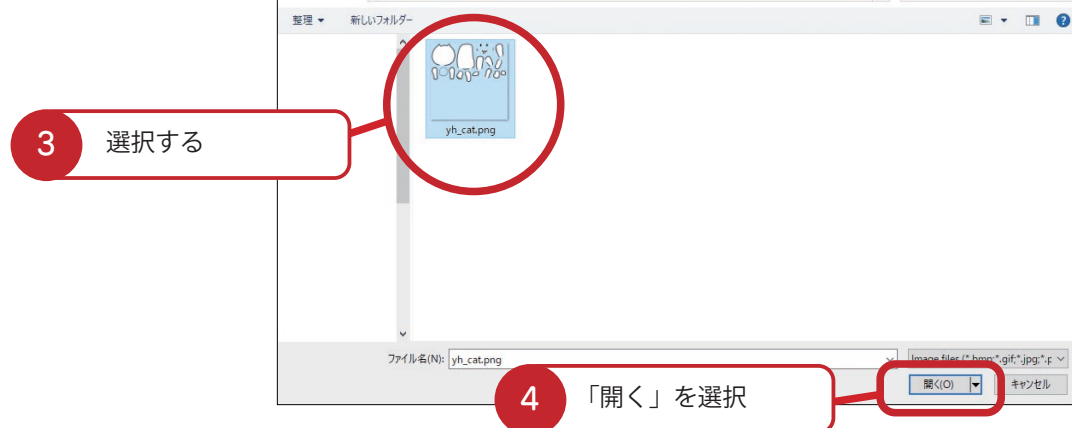 整理 ▼ 新しいフォルダー
yh_cat.png
3 選択する
ファイル名(N): yh_cat.png
Image files (*.bmp;*.gif;*.jpg;*.p
開く(O) キャンセル
4 「開く」を選択